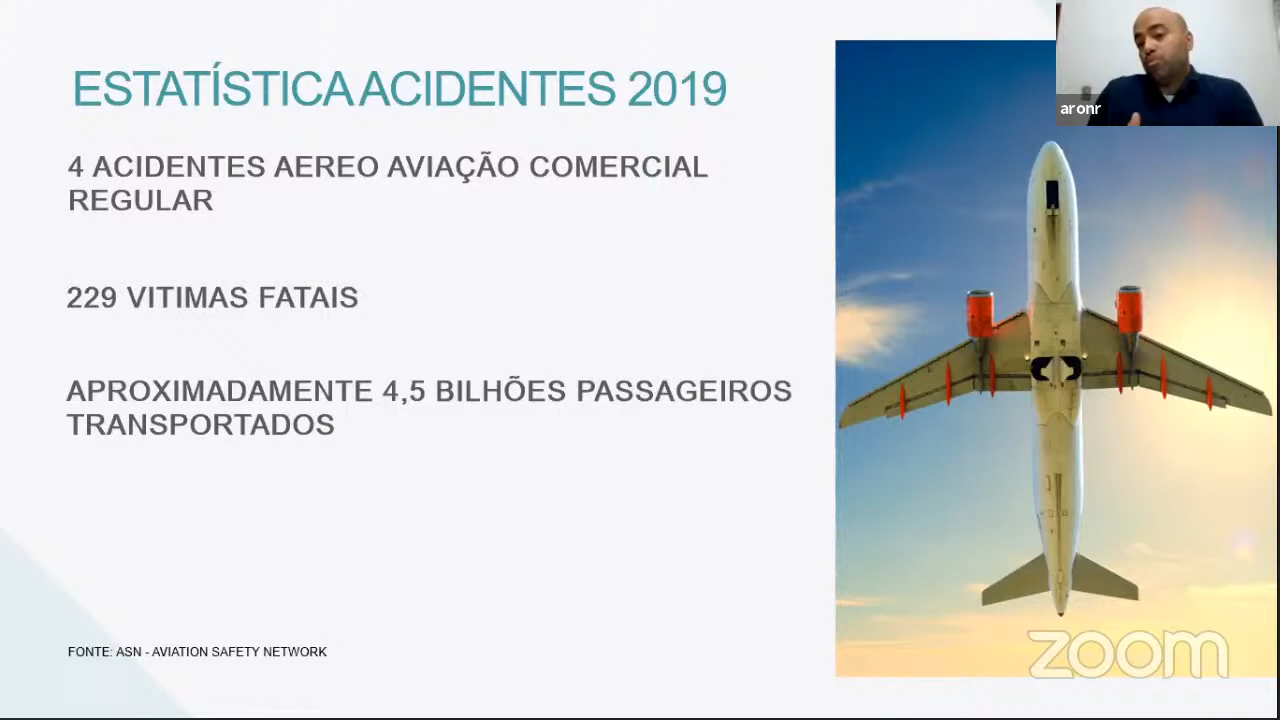 ESTATÍSTICA ACIDENTES 2019
4 ACIDENTES AEREO AVIAÇÃO COMERCIAL
REGULAR
229 VITIMAS FATAIS
APROXIMADAMENTE 4,5 BILHÕES PASSAGEIROS
TRANSPORTADOS
FONTE: ASN - AVIATION SAFETY NETWORK
aronr
zoom